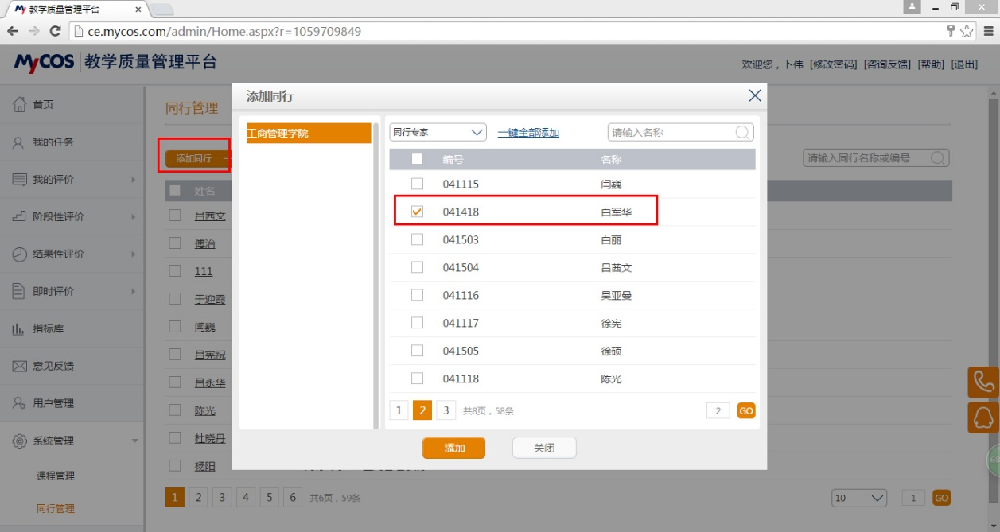 教学质量管理平台
ce.mycos.com/admin/Home.aspx?r=1059709849
MyCOS 教学质量管理平台
欢迎您，卜伟 [修改密码] [咨询反馈] [帮助] [退出]
首页
我的任务
我的评价
阶段性评价
结果性评价
即时评价
指标库
意见反馈
用户管理
系统管理
课程管理
同行管理
同行管理
添加同行
请输入同行名称或编号
姓名
吕茜文
傅治
111
于迎霞
闫巍
吕宪祝
吕永华
陈光
杜晓丹
杨阳
1 2 3 4 5 6 共6页，59条
10 1 GO
添加同行
工商管理学院
同行专家 一键全部添加 请输入名称
编号 名称
041115 闫巍
041418 白军华
041503 白丽
041504 吕茜文
041116 吴亚曼
041117 徐宪
041505 徐硕
041118 陈光
1 2 3 共8页，58条 2 GO
添加 关闭
68